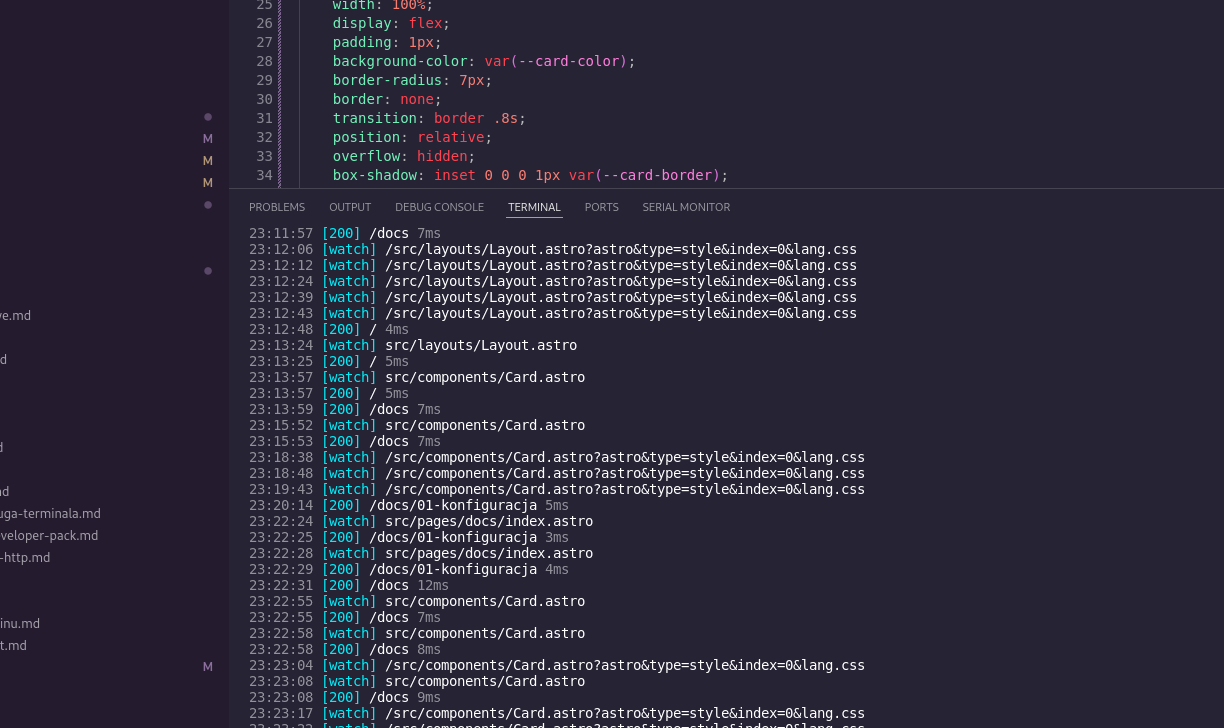 25 width: 100%;
26 display: flex;
27 padding: 1px;
28 background-color: var(--card-color);
29 border-radius: 7px;
30 border: none;
31 transition: border .8s;
32 position: relative;
33 overflow: hidden;
34 box-shadow: inset 0 0 0 1px var(--card-border);
M
M
M
ve.md
d
d
nd
uga-terminala.md
eveloper-pack.md
-http.md
inu.md
t.md
M
PROBLEMS OUTPUT DEBUG CONSOLE TERMINAL PORTS SERIAL MONITOR
23:11:57 [200] /docs 7ms
23:12:06 [watch] /src/layouts/Layout.astro?astro&type=style&index=0&lang.css
23:12:12 [watch] /src/layouts/Layout.astro?astro&type=style&index=0&lang.css
23:12:24 [watch] /src/layouts/Layout.astro?astro&type=style&index=0&lang.css
23:12:39 [watch] /src/layouts/Layout.astro?astro&type=style&index=0&lang.css
23:12:43 [watch] /src/layouts/Layout.astro?astro&type=style&index=0&lang.css
23:12:48 [200] / 4ms
23:13:24 [watch] src/layouts/Layout.astro
23:13:25 [200] / 5ms
23:13:57 [watch] src/components/Card.astro
23:13:57 [200] / 5ms
23:13:59 [200] /docs 7ms
23:15:52 [watch] src/components/Card.astro
23:15:53 [200] /docs 7ms
23:18:38 [watch] /src/components/Card.astro?astro&type=style&index=0&lang.css
23:18:48 [watch] /src/components/Card.astro?astro&type=style&index=0&lang.css
23:19:43 [watch] /src/components/Card.astro?astro&type=style&index=0&lang.css
23:20:14 [200] /docs/01-konfiguracja 5ms
23:22:24 [watch] src/pages/docs/index.astro
23:22:25 [200] /docs/01-konfiguracja 3ms
23:22:28 [watch] src/pages/docs/index.astro
23:22:29 [200] /docs/01-konfiguracja 4ms
23:22:31 [200] /docs 12ms
23:22:55 [watch] src/components/Card.astro
23:22:55 [200] /docs 7ms
23:22:58 [watch] src/components/Card.astro
23:22:58 [200] /docs 8ms
23:23:04 [watch] /src/components/Card.astro?astro&type=style&index=0&lang.css
23:23:08 [watch] src/components/Card.astro
23:23:08 [200] /docs 9ms
23:23:17 [watch] /src/components/Card.astro?astro&type=style&index=0&lang.css